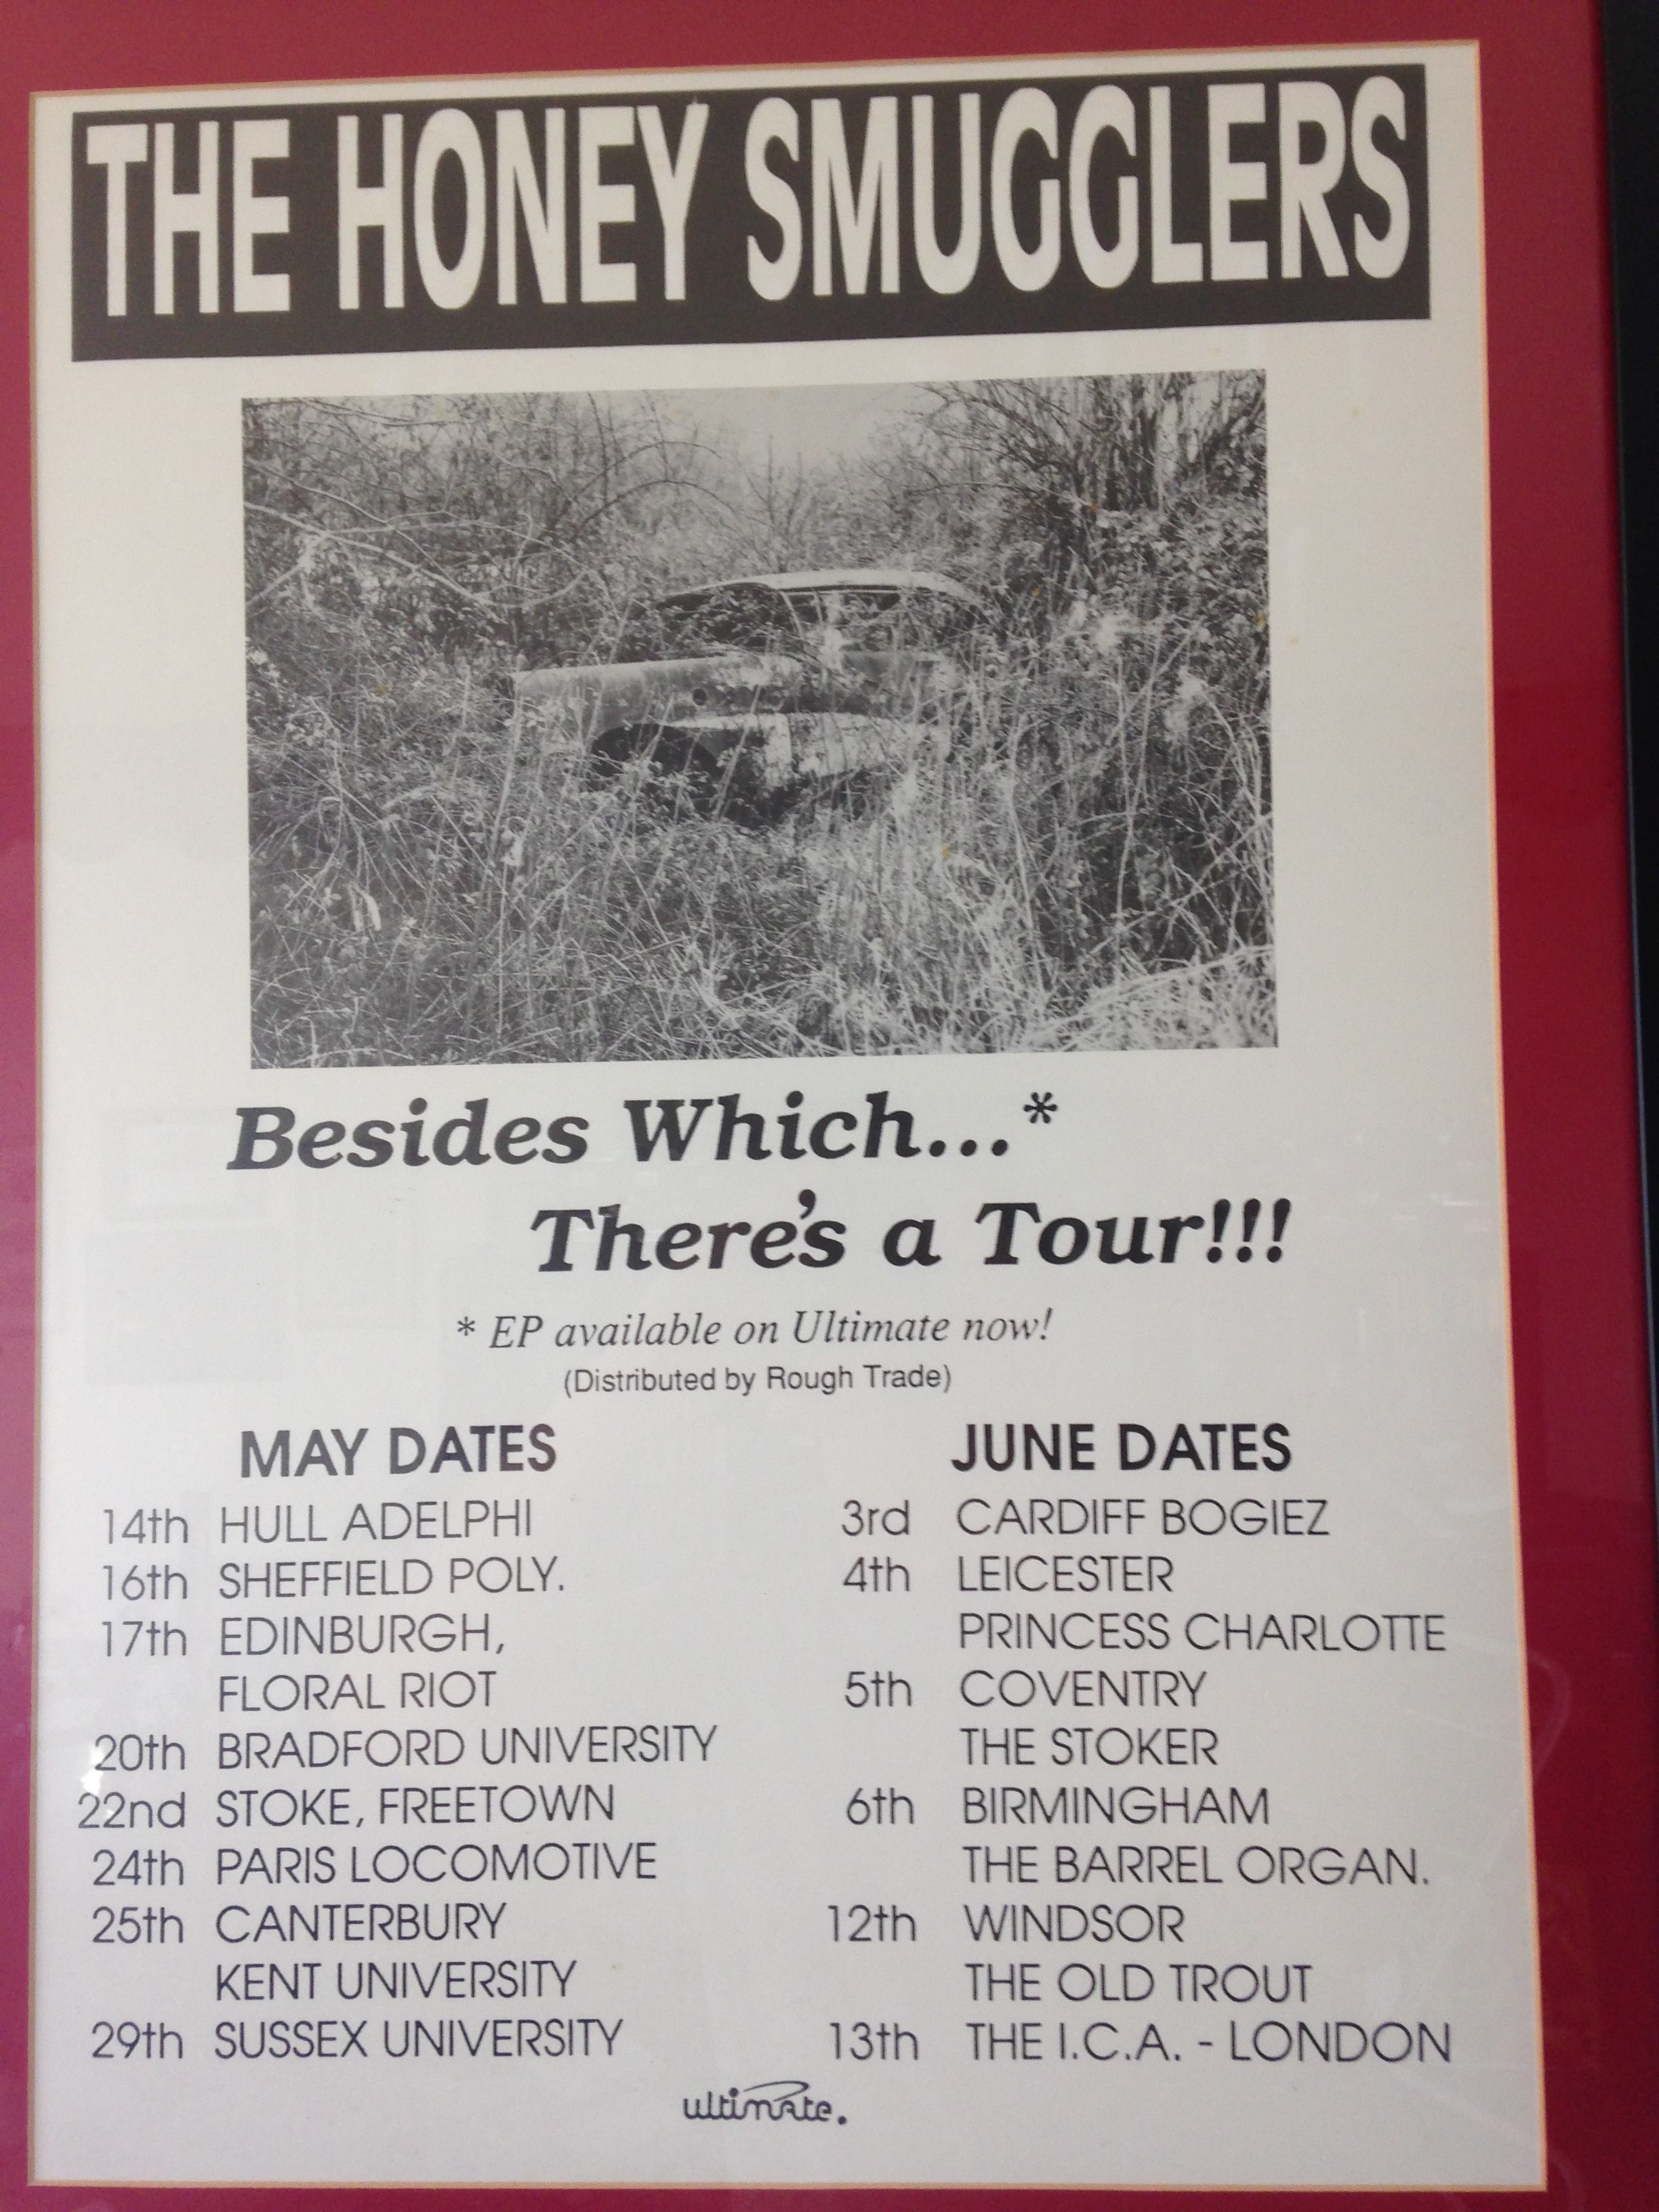 THE HONEY SMUGGLERS
Besides Which...*
There's a Tour!!!
* EP available on Ultimate now!
(Distributed by Rough Trade)
MAY DATES
14th HULL ADELPHI
16th SHEFFIELD POLY.
17th EDINBURGH,
FLORAL RIOT
20th BRADFORD UNIVERSITY
22nd STOKE, FREETOWN
24th PARIS LOCOMOTIVE
25th CANTERBURY
KENT UNIVERSITY
29th SUSSEX UNIVERSITY
JUNE DATES
3rd CARDIFF BOGIEZ
4th LEICESTER
PRINCESS CHARLOTTE
5th COVENTRY
THE STOKER
6th BIRMINGHAM
THE BARREL ORGAN.
12th WINDSOR
THE OLD TROUT
13th THE I.C.A. - LONDON
ultimate.